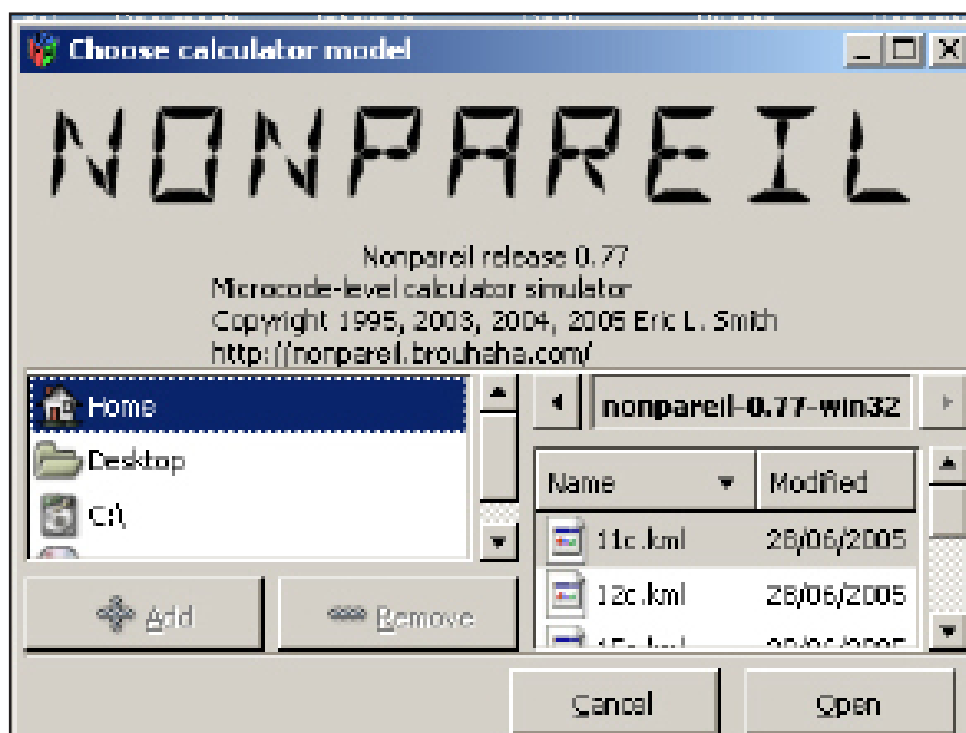 Choose calculator model
NONPAREIL
Nonpareil release 0.77
Microcode-level calculator simulator
Copyright 1995, 2003, 2004, 2005 Eric L. Smith
http://nonpareil.brouhaha.com/
Home
nonpareil-0.77-win32
Desktop
Name Modified
C:\
11c.kml 28/06/2005
12c.kml 28/06/2005
Add Remove
Cancel Open